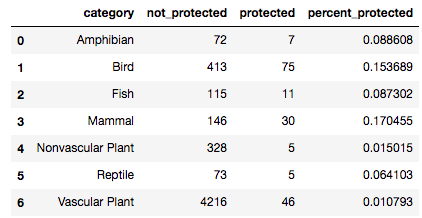 category not_protected protected percent_protected
0 Amphibian 72 7 0.088608
1 Bird 413 75 0.153689
2 Fish 115 11 0.087302
3 Mammal 146 30 0.170455
4 Nonvascular Plant 328 5 0.015015
5 Reptile 73 5 0.064103
6 Vascular Plant 4216 46 0.010793